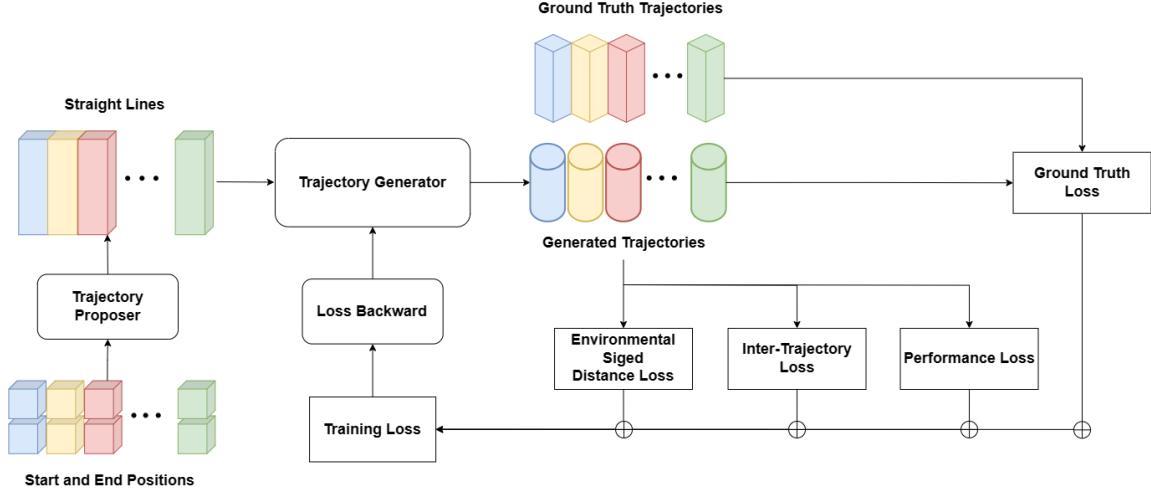 Ground Truth Trajectories
Straight Lines
Trajectory Generator
Ground Truth
Loss
Generated Trajectories
Trajectory
Proposer
Loss Backward
Environmental
Siged
Distance Loss
Inter-Trajectory
Loss
Performance Loss
Training Loss
Start and End Positions